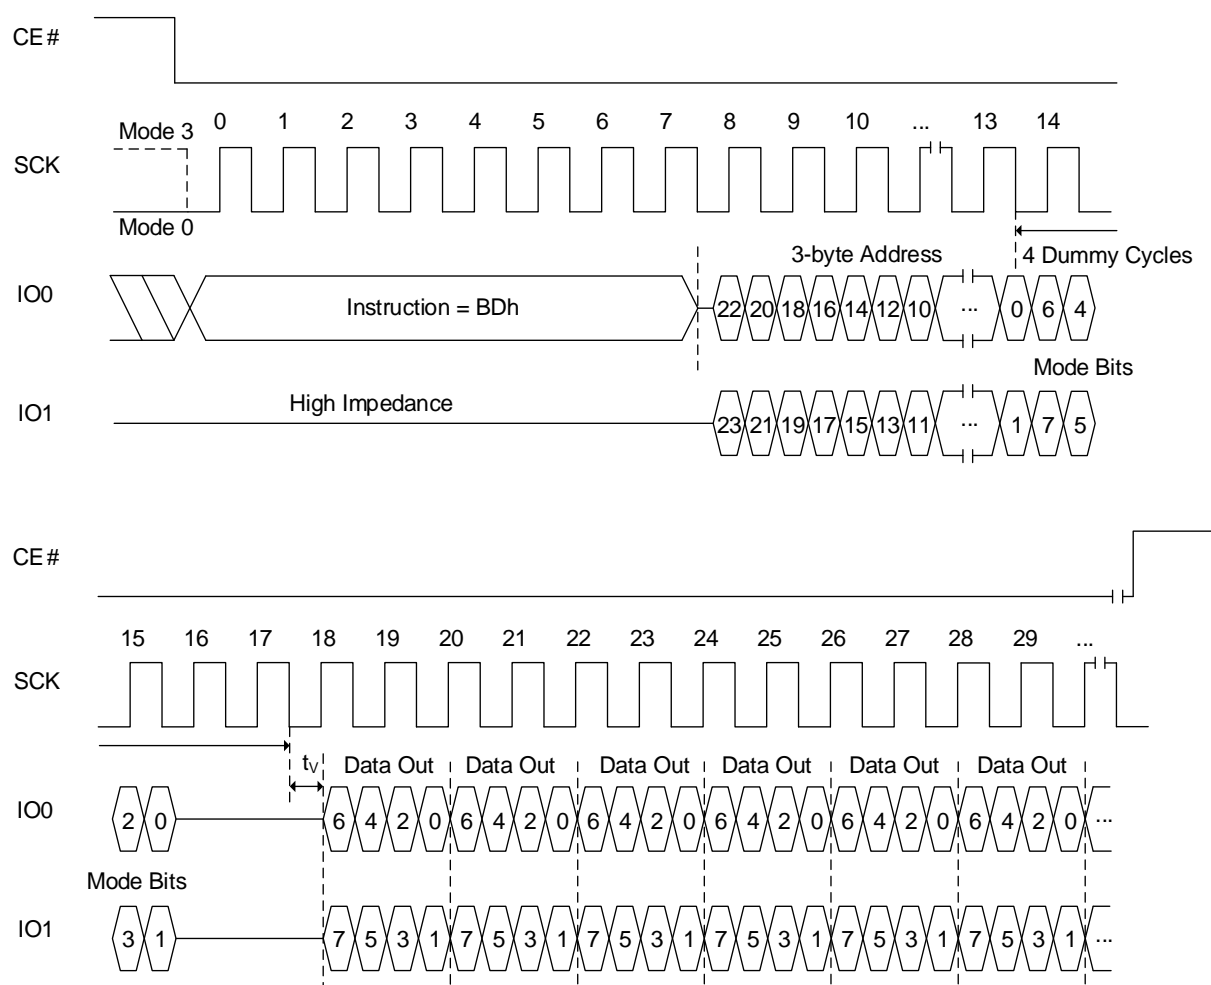 CE#
0 1 2 3 4 5 6 7 8 9 10 ... 13 14
Mode 3
SCK
Mode 0
3-byte Address 4 Dummy Cycles
IO0 Instruction = BDh 22 20 18 16 14 12 10 ... 0 6 4
Mode Bits
High Impedance
IO1 23 21 19 17 15 13 11 ... 1 7 5
CE#
15 16 17 18 19 20 21 22 23 24 25 26 27 28 29 ...
SCK
tV Data Out Data Out Data Out Data Out Data Out Data Out
IO0 2 0 6 4 2 0 6 4 2 0 6 4 2 0 6 4 2 0 6 4 2 0 6 4 2 0 ...
Mode Bits
IO1 3 1 7 5 3 1 7 5 3 1 7 5 3 1 7 5 3 1 7 5 3 1 7 5 3 1 ...